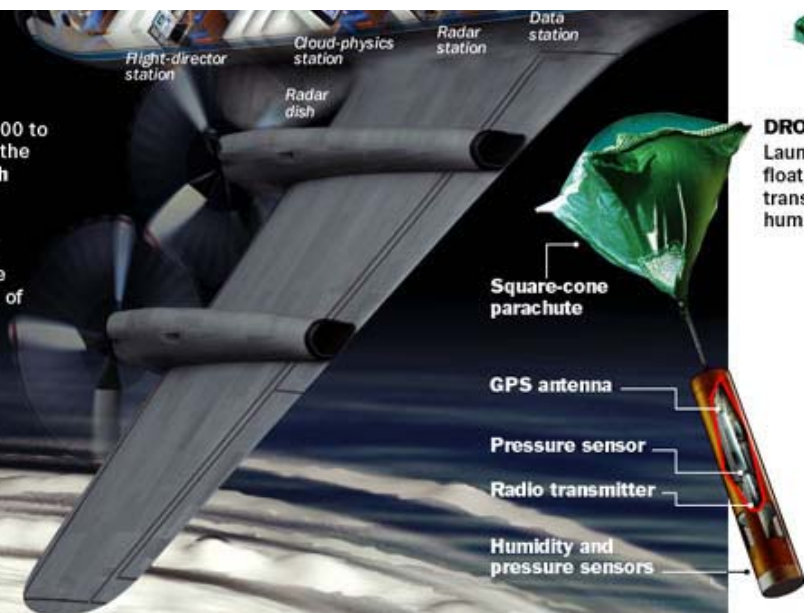 Flight-director
station
Cloud-physics
station
Radar
station
Data
station
Radar
dish
00 to
the
h
e
of
DRO
Laun
float
trans
hum
Square-cone
parachute
GPS antenna
Pressure sensor
Radio transmitter
Humidity and
pressure sensors